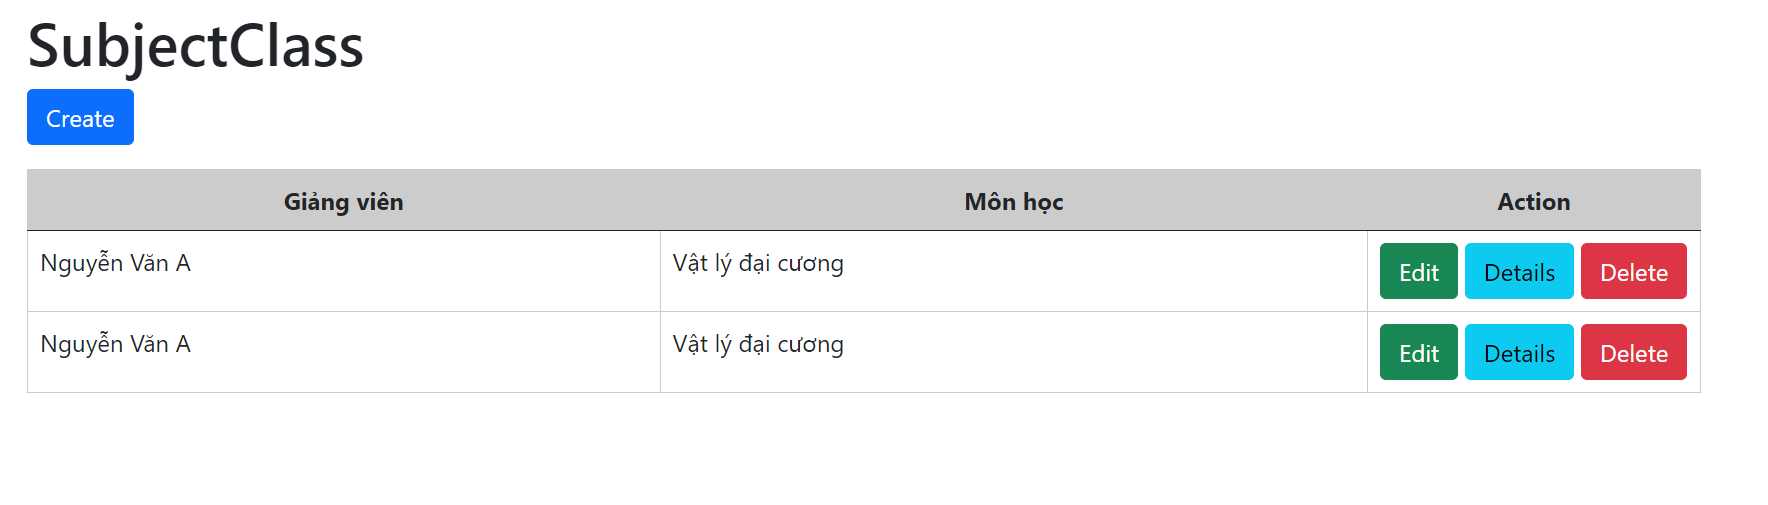 SubjectClass
Create
Giảng viên Môn học Action
Nguyễn Văn A Vật lý đại cương Edit Details Delete
Nguyễn Văn A Vật lý đại cương Edit Details Delete